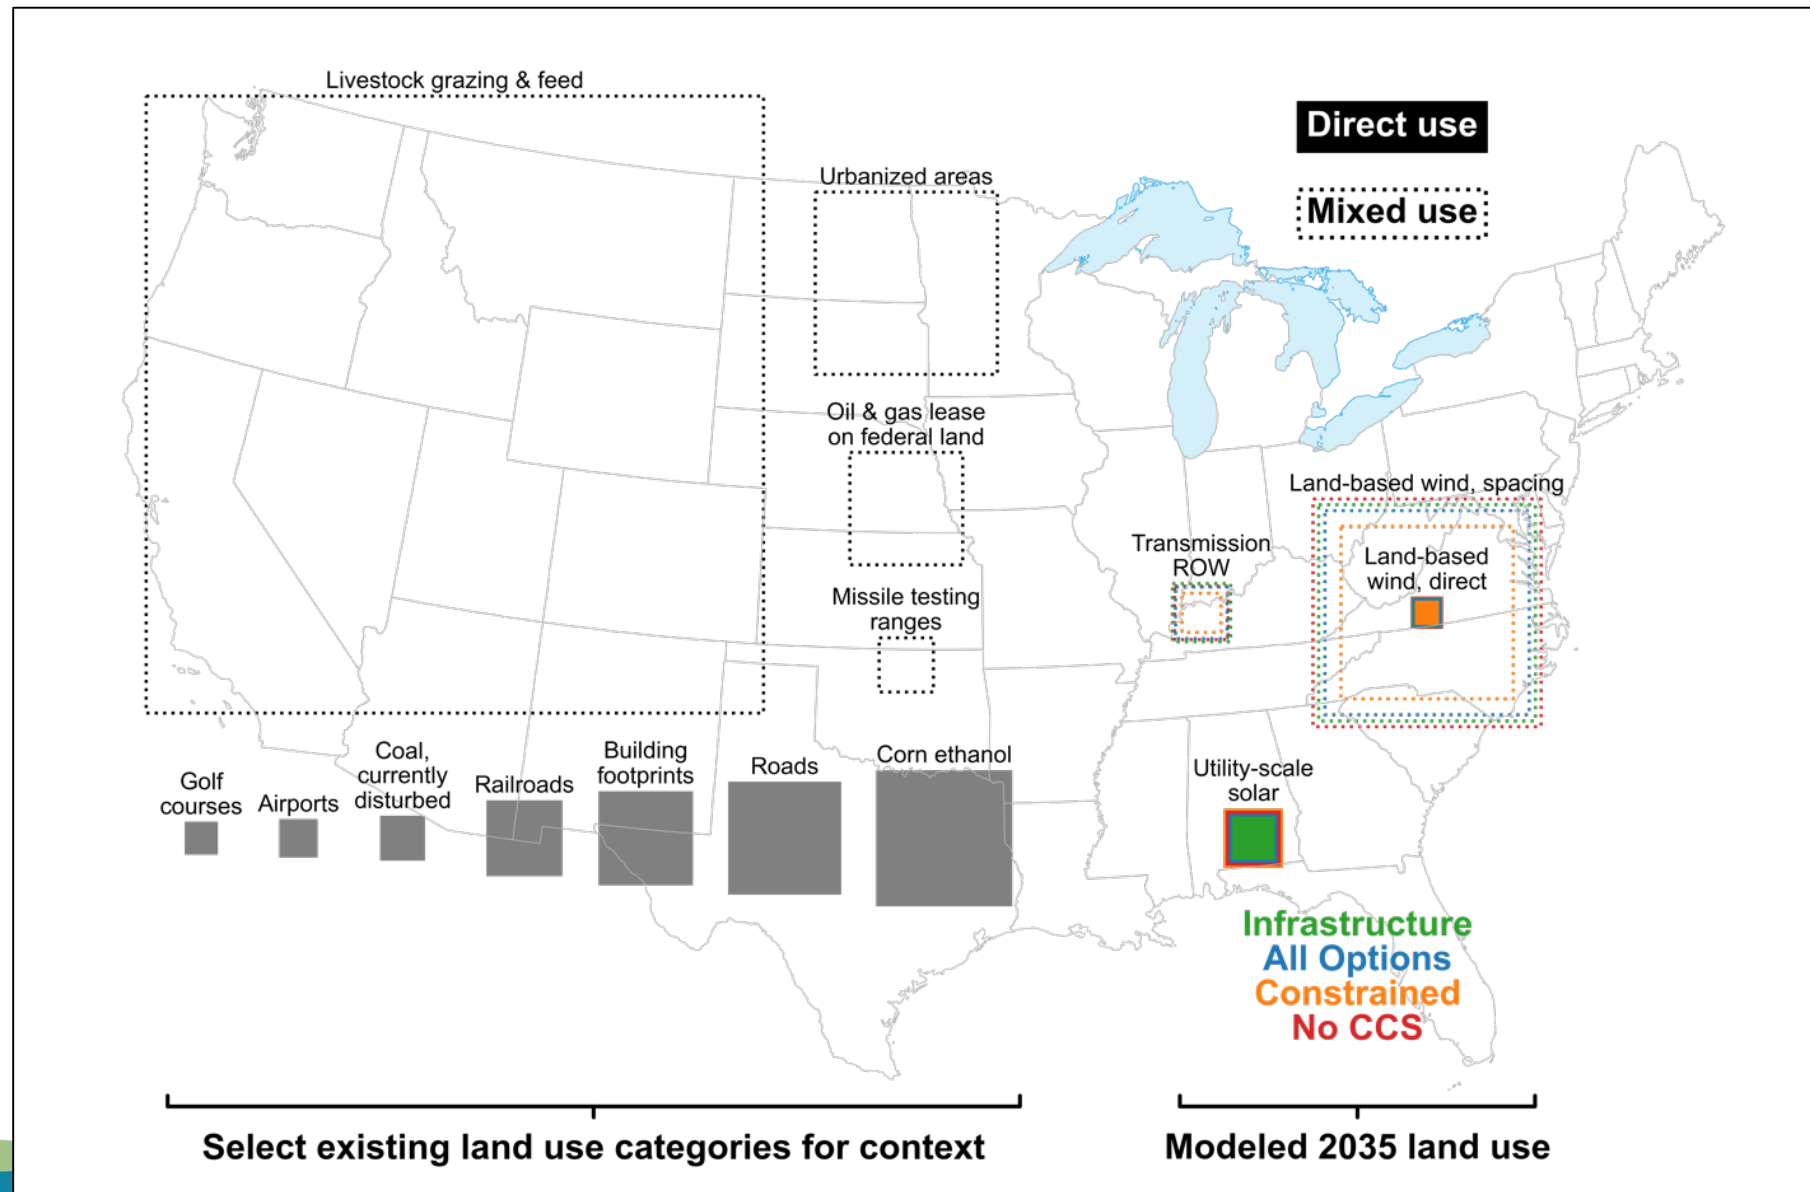 Livestock grazing & feed
Direct use
Urbanized areas
Mixed use
Oil & gas lease
on federal land
Land-based wind, spacing
Transmission
ROW
Land-based
wind, direct
Missile testing
ranges
Golf
courses
Airports
Coal,
currently
disturbed
Railroads
Building
footprints
Roads
Corn ethanol
Utility-scale
solar
Infrastructure
All Options
Constrained
No CCS
Select existing land use categories for context
Modeled 2035 land use